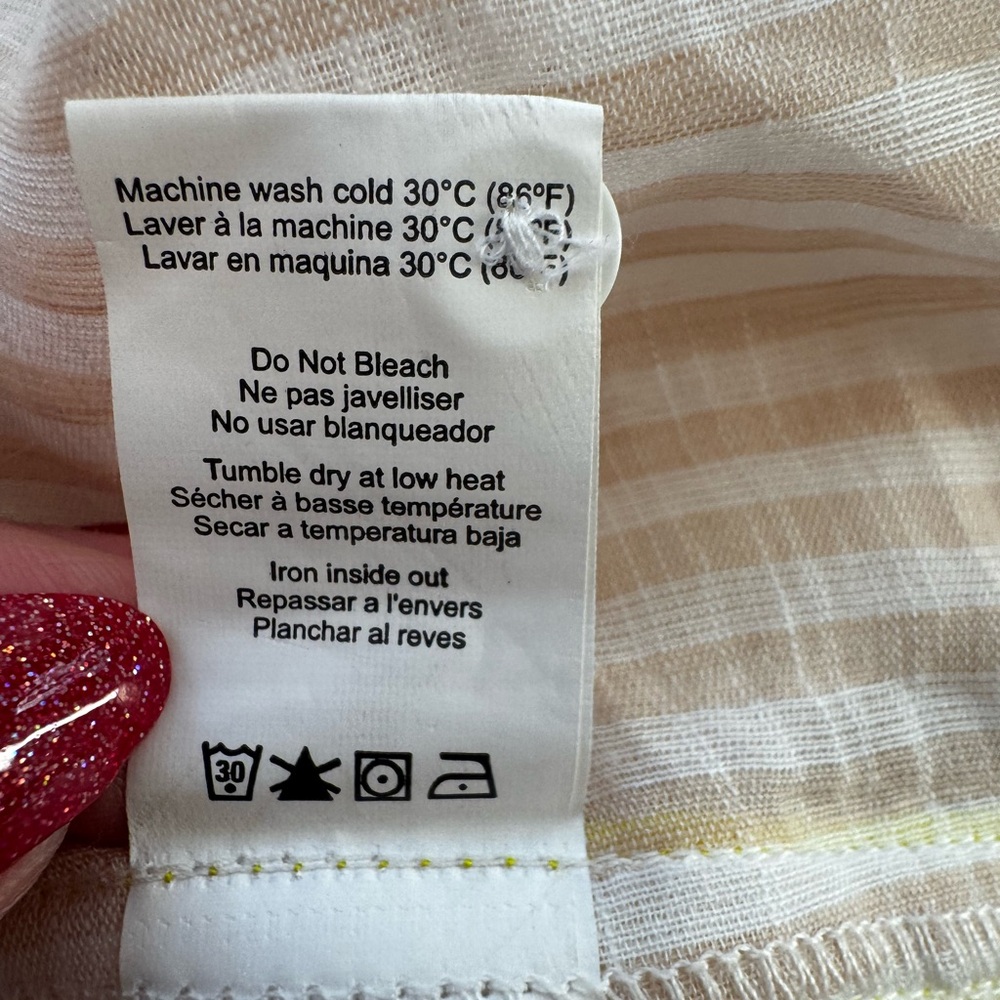 Machine wash cold 30°C (86ºF)
Laver à la machine 30°C
Lavar en maquina 30°C
Do Not Bleach
Ne pas javelliser
No usar blanqueador
Tumble dry at low heat
Sécher à basse température
Secar a temperatura baja
Iron inside out
Repassar a l'envers
Planchar al reves
30